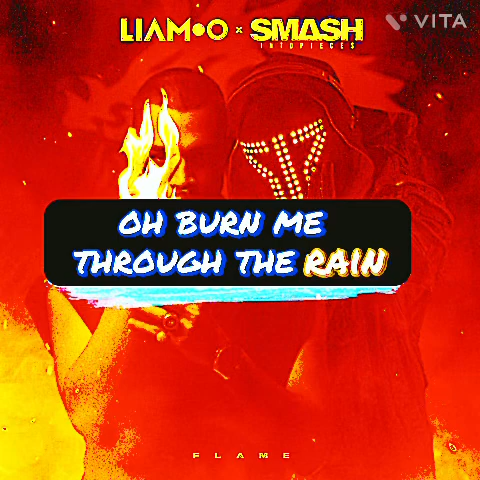 LIAM•O × SMASH
INTOPIECES
VITA
OH BURN ME
THROUGH THE RAIN
FLAME